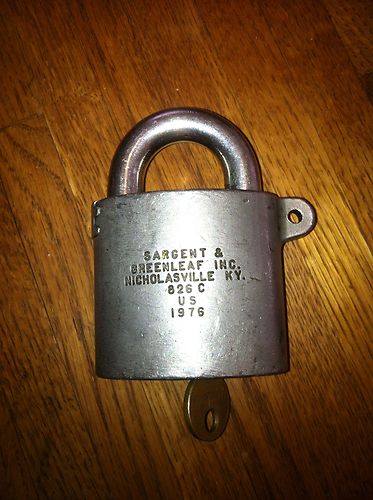 SARGENT &
GREENLEAF INC.
NICHOLASVILLE KY.
826 C
US
1976